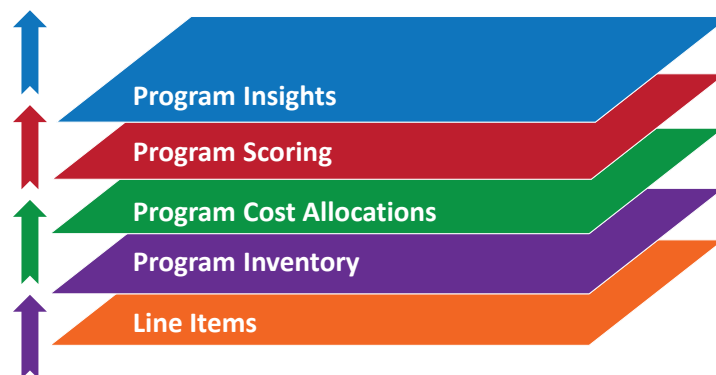 Program Insights
Program Scoring
Program Cost Allocations
Program Inventory
Line Items